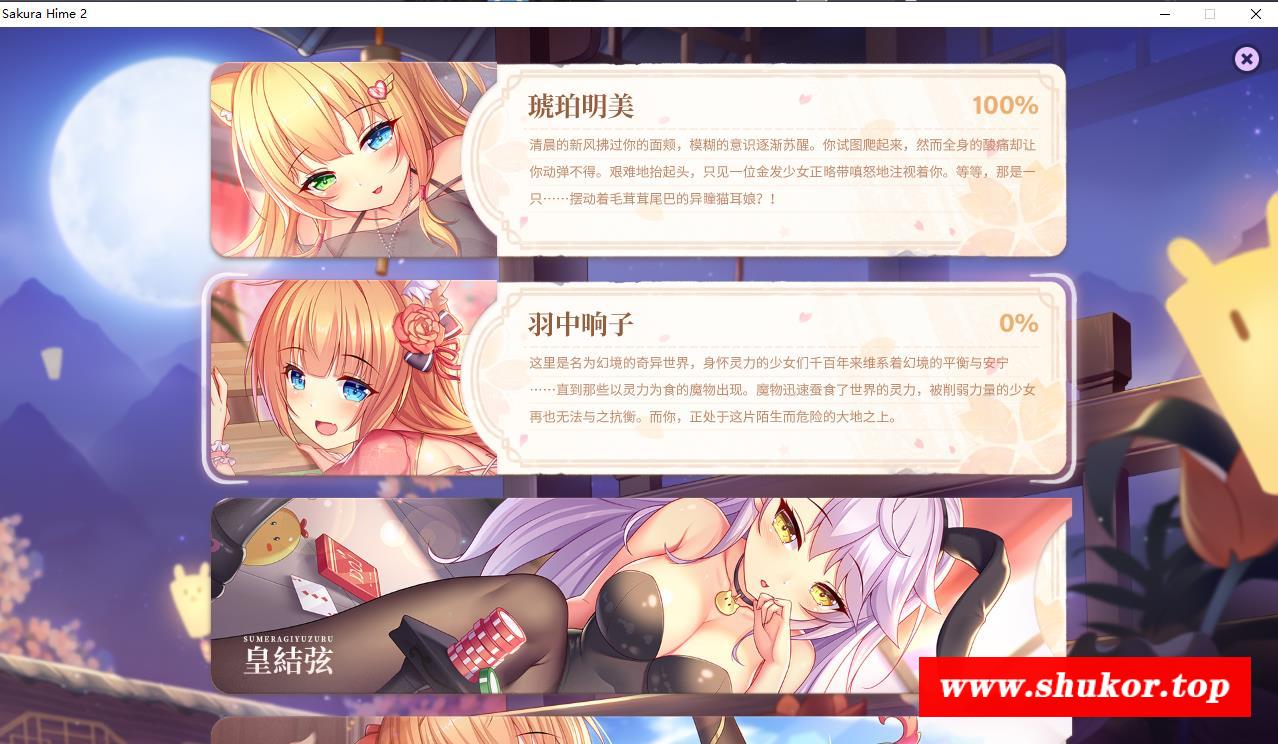 Sakura Hime 2
琥珀明美
100%
清晨的新风拂过你的面颊，模糊的意识逐渐苏醒。你试图爬起来，然而全身的酸痛却让
你动弹不得。艰难地抬起头，只见一位金发少女正略带嗔怒地注视着你。等等，那是一
只……摆动着毛茸茸尾巴的异瞳猫耳娘？！
羽中响子
0%
这里是名为幻境的奇异世界，身怀灵力的少女们千百年来维系着幻境的平衡与安宁
……直到那些以灵力为食的魔物出现。魔物迅速蚕食了世界的灵力，被削弱力量的少女
再也无法与之抗衡。而你，正处于这片陌生而危险的大地之上。
SUMERAGIYUZURU
皇結弦
www.shukor.top